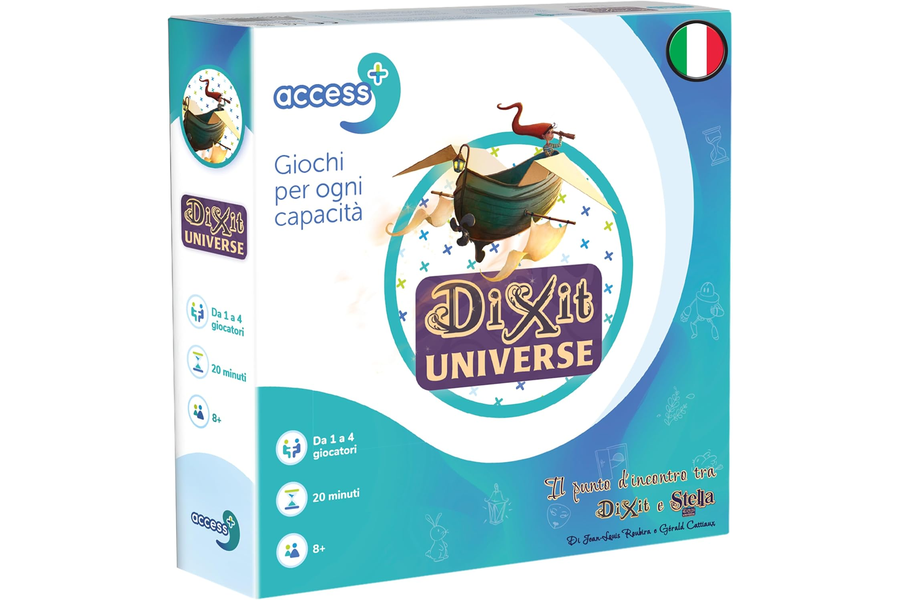 DiXit
UNIVERSE
Da 1 a 4
giocatori
20 minuti
8+
access+
access+
Giochi
per ogni
capacità
DiXit
UNIVERSE
Da 1 a 4
giocatori
20 minuti
8+
Il punto d'incontro tra
DiXit e Stella
Di Jean-Louis Roubira e Gérald Cattiaux